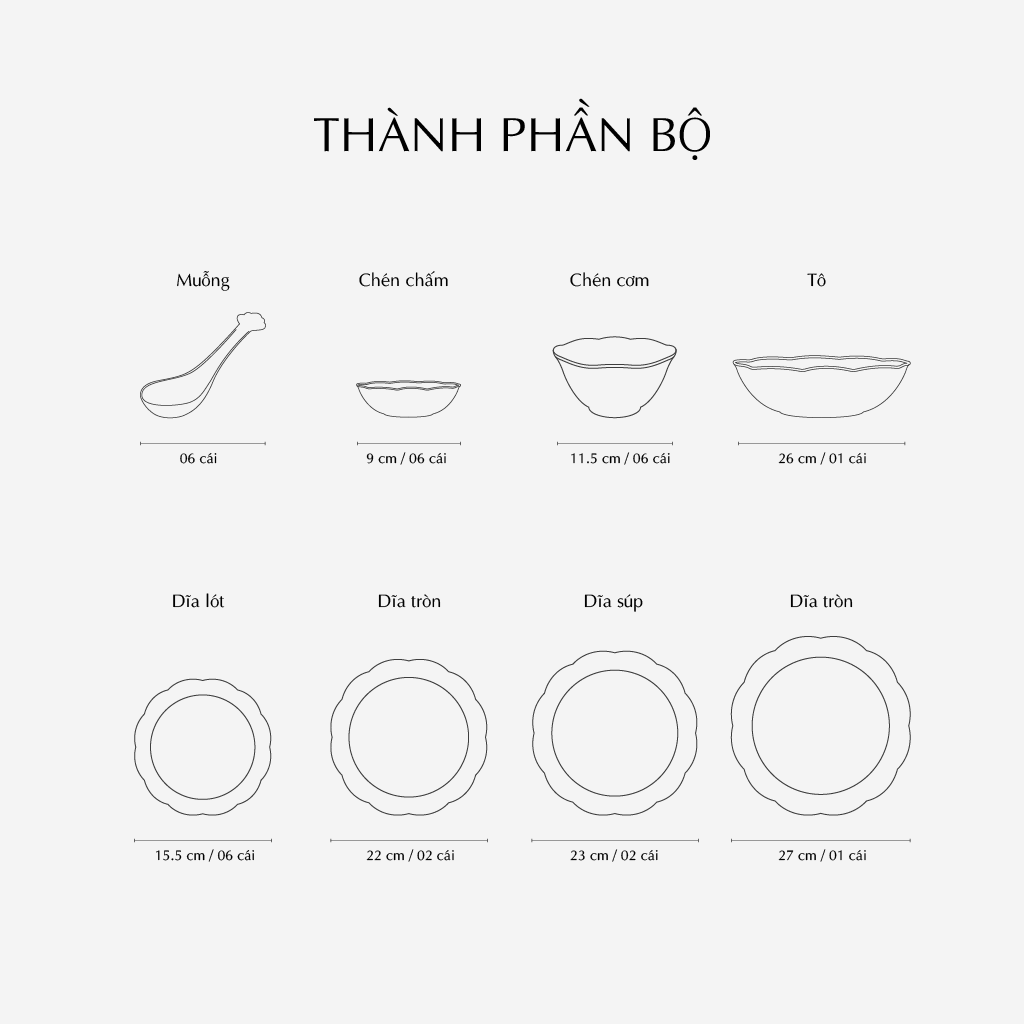 THÀNH PHẦN BỘ
Muỗng
Chén chấm
Chén cơm
Tô
06 cái
9 cm / 06 cái
11.5 cm / 06 cái
26 cm / 01 cái
Dĩa lót
Dĩa tròn
Dĩa súp
Dĩa tròn
15.5 cm / 06 cái
22 cm / 02 cái
23 cm / 02 cái
27 cm / 01 cái